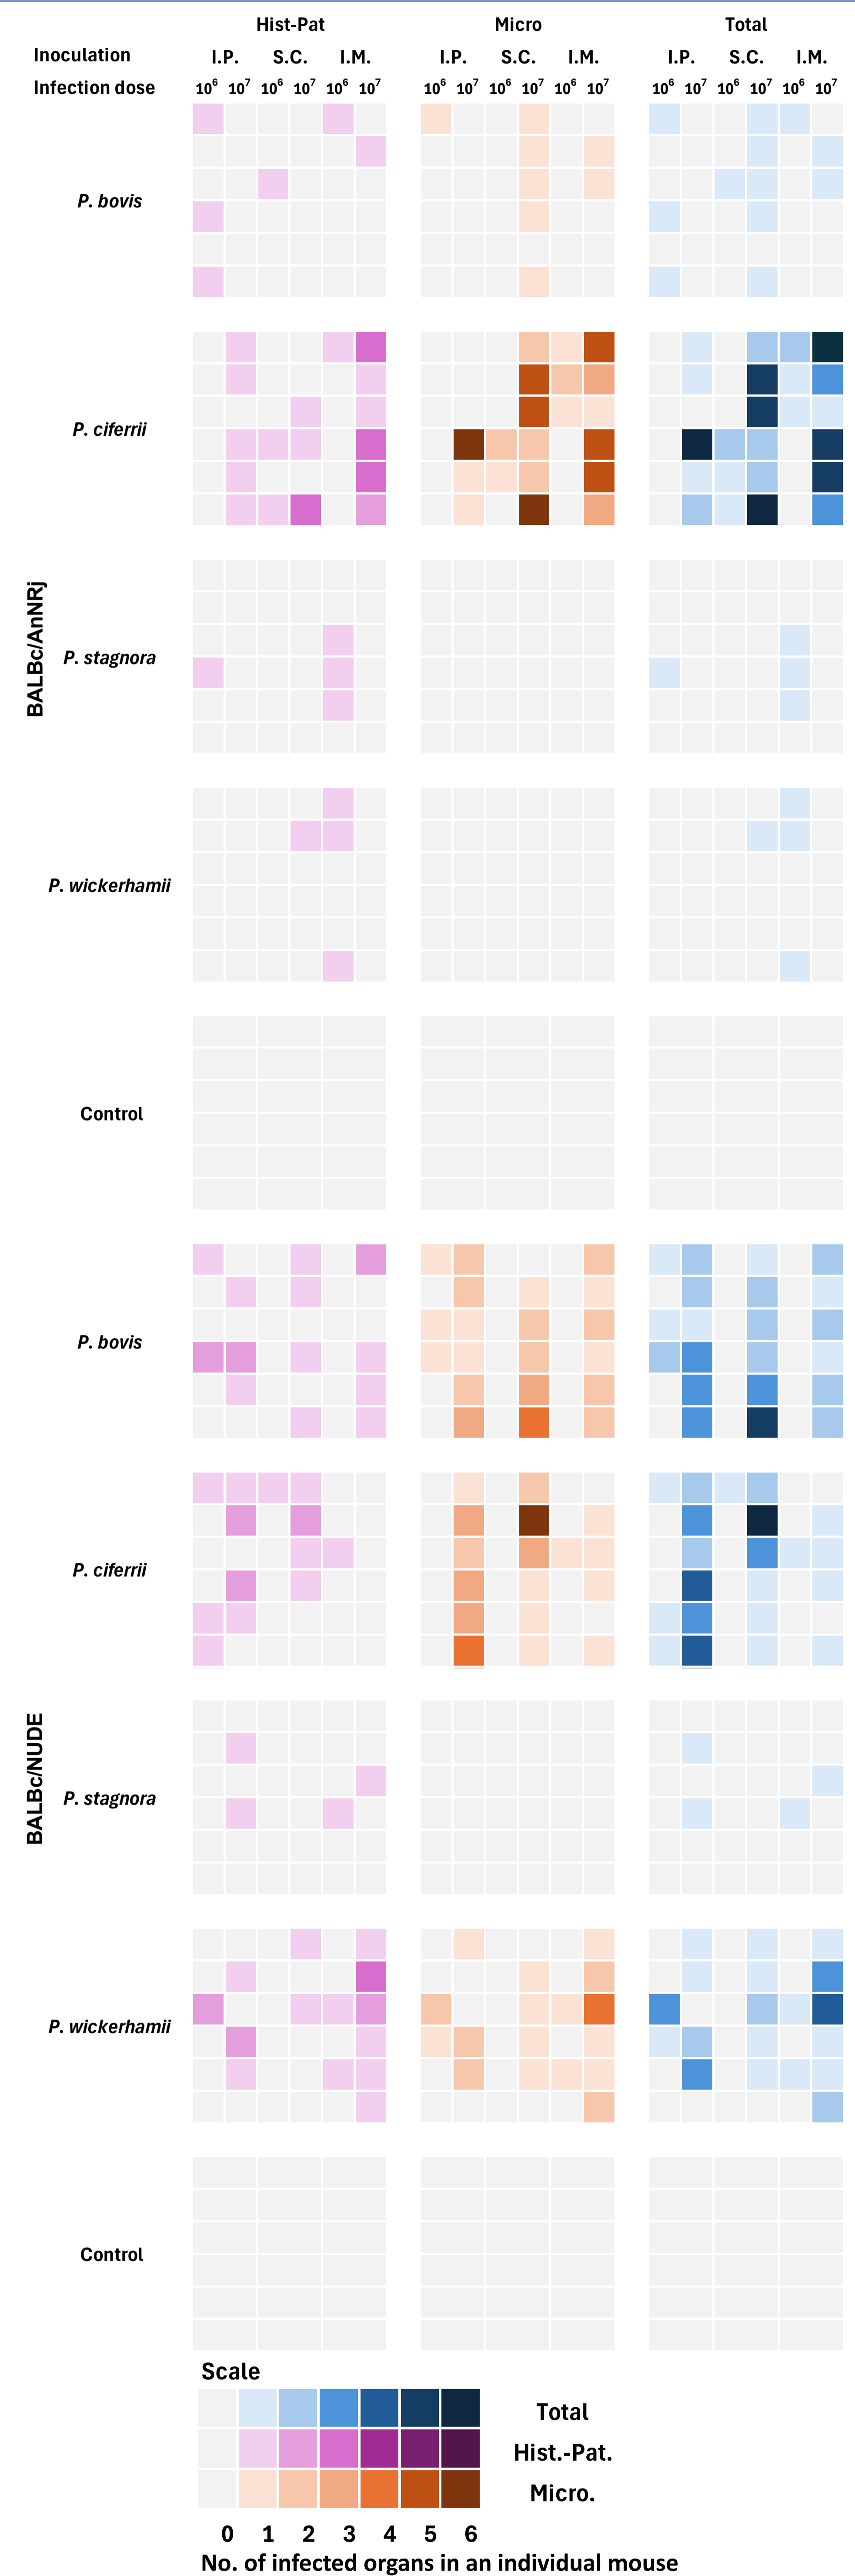 Hist-Pat Micro Total
Inoculation I.P. S.C. I.M. I.P. S.C. I.M. I.P. S.C. I.M.
Infection dose 10⁶ 10⁷ 10⁶ 10⁷ 10⁶ 10⁷ 10⁶ 10⁷ 10⁶ 10⁷ 10⁶ 10⁷ 10⁶ 10⁷ 10⁶ 10⁷ 10⁶ 10⁷
BALBc/AnNRj
P. bovis
P. ciferrii
P. stagnora
P. wickerhamii
Control
BALBc/NUDE
P. bovis
P. ciferrii
P. stagnora
P. wickerhamii
Control
Scale
Total
Hist.-Pat.
Micro.
0 1 2 3 4 5 6
No. of infected organs in an individual mouse